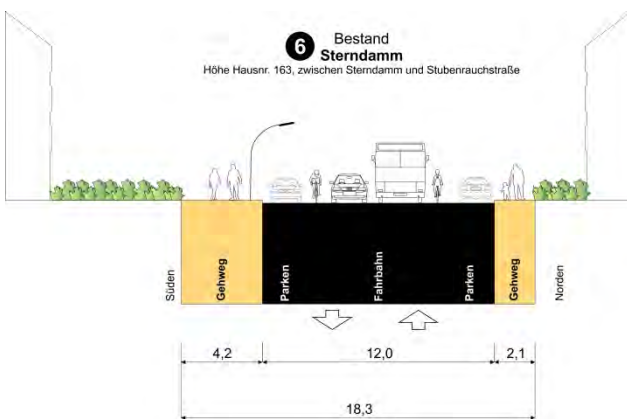 6
Bestand
Sterndamm
Höhe Hausnr. 163, zwischen Sterndamm und Stubenrauchstraße
Süden
Gehweg
Parken
Fahrbahn
Parken
Gehweg
Norden
4,2
12,0
2,1
18,3